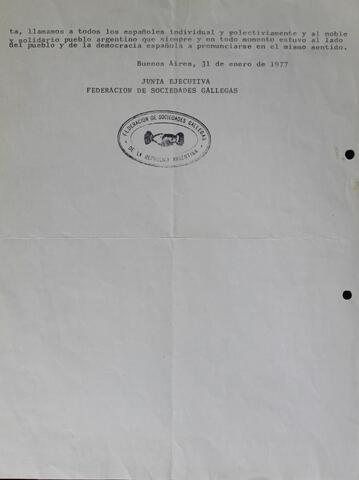 ta, llamamos a todos los españoles individual y colectiviamente y al noble
y solidario pueblo argentino que siempre y en todo momento estuvo al lado
del pueblo y de la democracia española a pronunciarse en el mismo sentido.
Buenos Aires, 31 de enero de 1977
JUNTA EJECUTIVA
FEDERACION DE SOCIEDADES GALLEGAS
FEDERACION DE SOCIEDADES GALLEGAS
DE LA REPUBLICA ARGENTINA